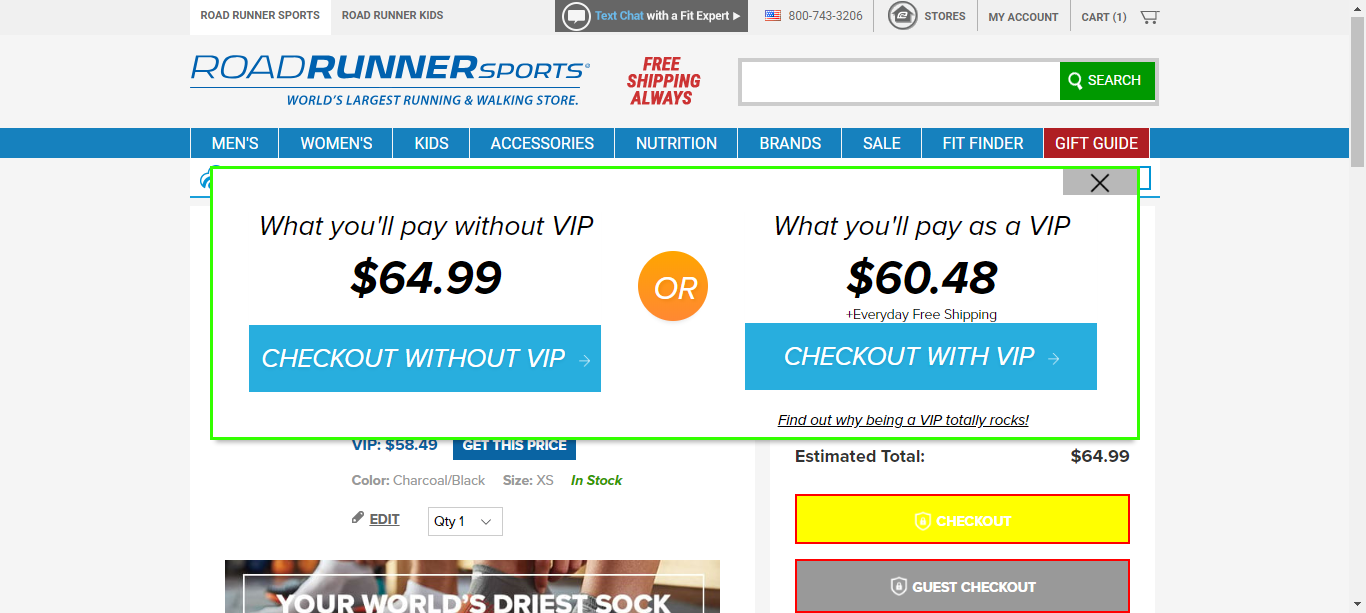 ROAD RUNNER SPORTS
ROAD RUNNER KIDS
Text Chat with a Fit Expert
800-743-3206
STORES
MY ACCOUNT
CART (1)
ROADRUNNERSPORTS®
WORLD'S LARGEST RUNNING & WALKING STORE.
FREE
SHIPPING
ALWAYS
SEARCH
MEN'S
WOMEN'S
KIDS
ACCESSORIES
NUTRITION
BRANDS
SALE
FIT FINDER
GIFT GUIDE
What you'll pay without VIP
$64.99
CHECKOUT WITHOUT VIP
OR
What you'll pay as a VIP
$60.48
+Everyday Free Shipping
CHECKOUT WITH VIP
Find out why being a VIP totally rocks!
VIP: $58.49
GET THIS PRICE
Color: Charcoal/Black Size: XS In Stock
EDIT
Qty 1
YOUR WORLD'S DRIEST SOCK
Estimated Total: $64.99
CHECKOUT
GUEST CHECKOUT